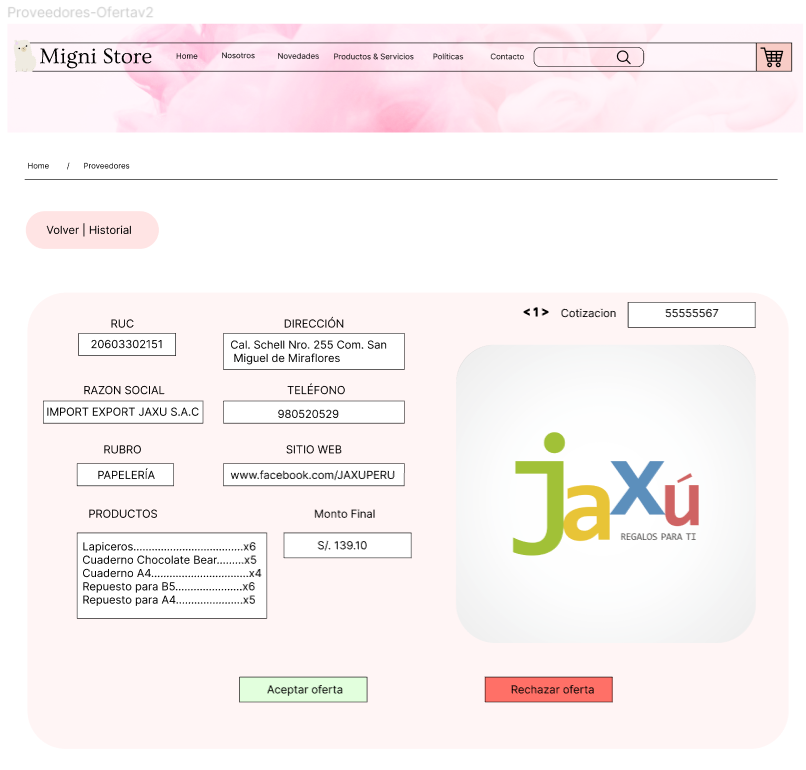 Proveedores-Ofertav2
Migni Store Home Nosotros Novedades Productos & Servicios Políticas Contacto
Home / Proveedores
Volver | Historial
<1> Cotizacion 55555567
RUC
20603302151
DIRECCIÓN
Cal. Schell Nro. 255 Com. San
Miguel de Miraflores
RAZON SOCIAL
IMPORT EXPORT JAXU S.A.C
TELÉFONO
980520529
RUBRO
PAPELERÍA
SITIO WEB
www.facebook.com/JAXUPERU
PRODUCTOS
Lapiceros...................................x6
Cuaderno Chocolate Bear.........x5
Cuaderno A4...............................x4
Repuesto para B5......................x6
Repuesto para A4......................x5
Monto Final
S/. 139.10
jaxú
REGALOS PARA TI
Aceptar oferta
Rechazar oferta